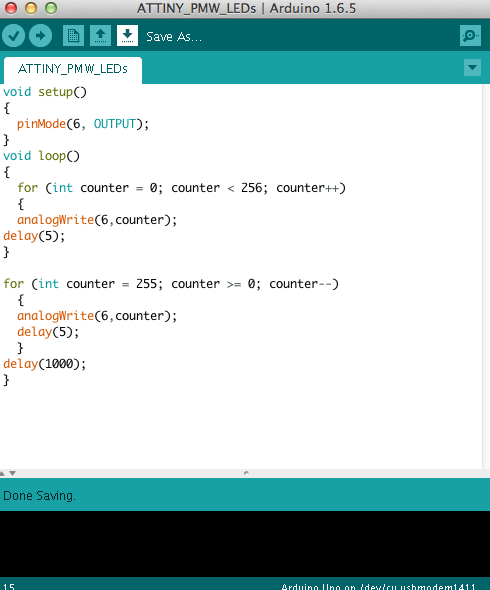 ATTINY_PMW_LEDs | Arduino 1.6.5
Save As...
ATTINY_PMW_LEDs
void setup()
{
pinMode(6, OUTPUT);
}
void loop()
{
for (int counter = 0; counter < 256; counter++)
{
analogWrite(6,counter);
delay(5);
}
for (int counter = 255; counter >= 0; counter--)
{
analogWrite(6,counter);
delay(5);
}
delay(1000);
}
Done Saving.
15
Arduino Uno on /dev/cu.usbmodem1411